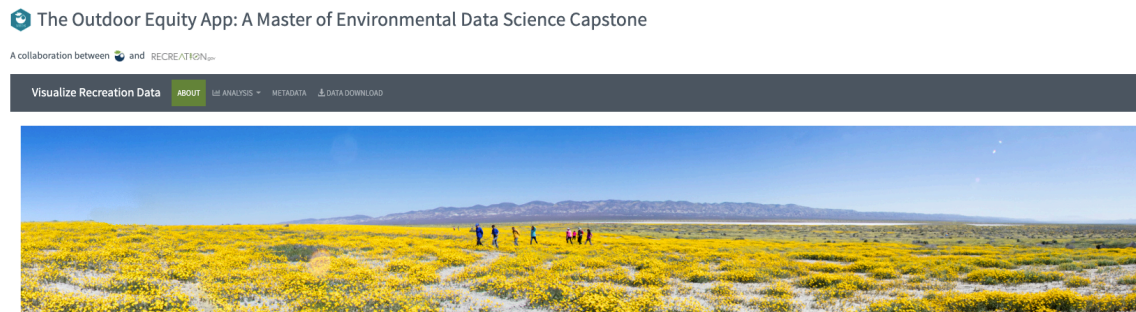 The Outdoor Equity App: A Master of Environmental Data Science Capstone
A collaboration between and RECREATION.gov
Visualize Recreation Data ABOUT ANALYSIS METADATA DATA DOWNLOAD